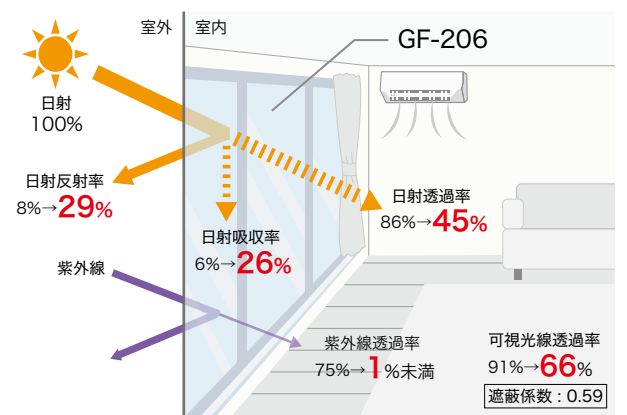 室外
室内
GF-206
日射
100%
日射反射率
8%→29%
日射透過率
86%→45%
日射吸収率
6%→26%
紫外線
紫外線透過率
75%→1%未満
可視光線透過率
91%→66%
遮蔽係数：0.59